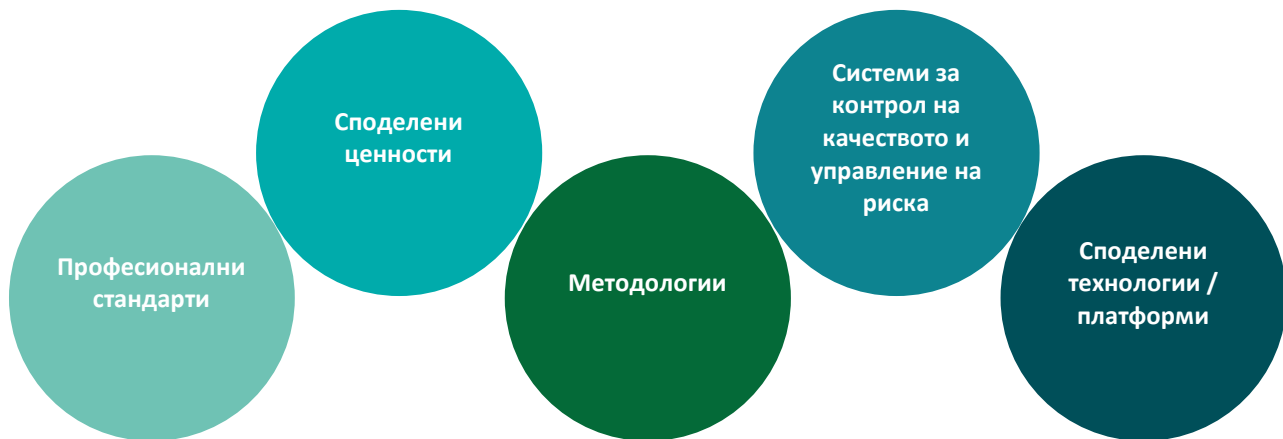 Професионални
стандарти
Споделени
ценности
Методологии
Системи за
контрол на
качеството и
управление на
риска
Споделени
технологии /
платформи